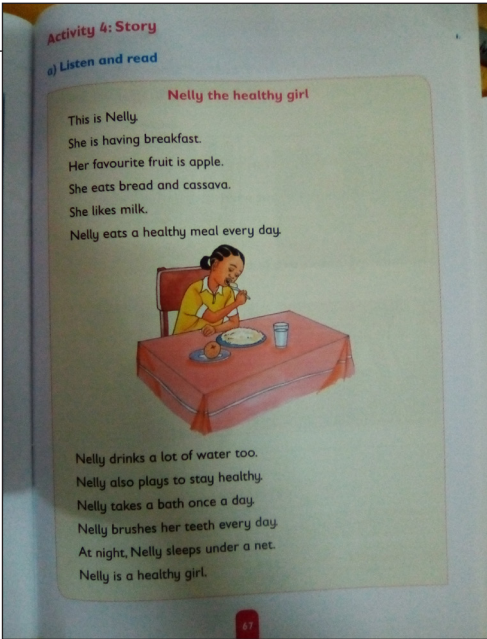 Activity 4: Story
a) Listen and read
Nelly the healthy girl
This is Nelly.
She is having breakfast.
Her favourite fruit is apple.
She eats bread and cassava.
She likes milk.
Nelly eats a healthy meal every day.
Nelly drinks a lot of water too.
Nelly also plays to stay healthy.
Nelly takes a bath once a day.
Nelly brushes her teeth every day.
At night, Nelly sleeps under a net.
Nelly is a healthy girl.
67